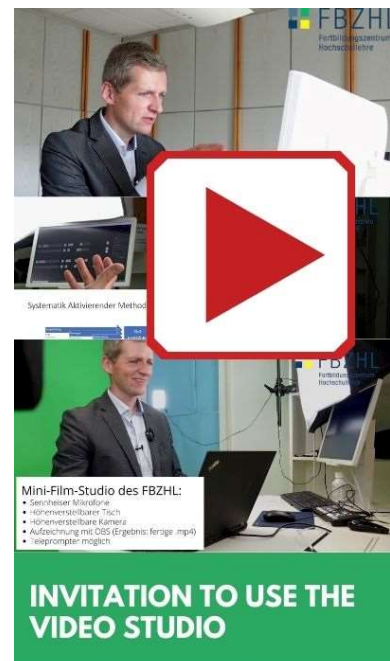 FBZHL
Fortbildungszentrum
Hochschullehre
Systematik Aktivierender Method
FBZHL
Fortbildungszentrum
Hochschullehre
Mini-Film-Studio des FBZHL:
• Sennheiser Mikrofone
• Höhenverstellbarer Tisch
• Höhenverstellbare Kamera
• Aufzeichnung mit OBS (Ergebnis: fertige .mp4)
• Teleprompter möglich
INVITATION TO USE THE
VIDEO STUDIO